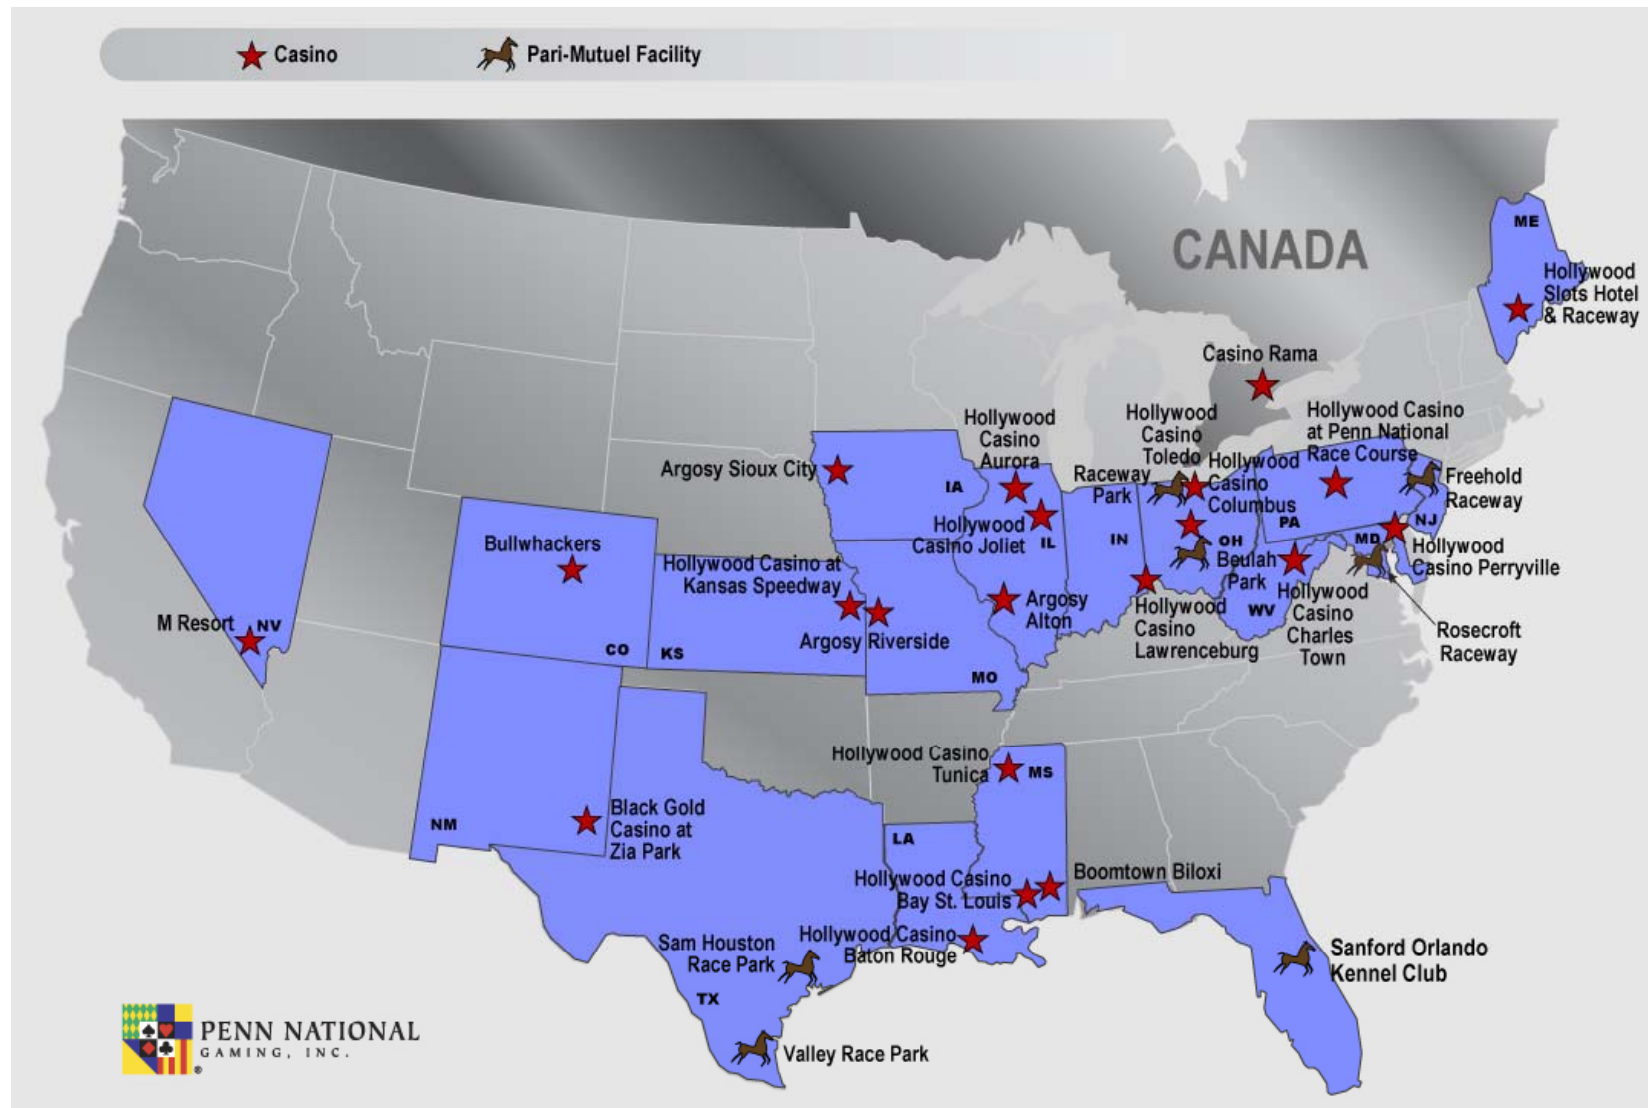 Casino
Pari-Mutuel Facility
CANADA
ME
Hollywood
Slots Hotel
& Raceway
Casino Rama
Hollywood
Casino
Aurora
Hollywood
Casino
Toledo
Hollywood Casino
at Penn National
Race Course
Argosy Sioux City
IA
Raceway
Park
Hollywood
Casino
Columbus
Freehold
Raceway
PA
NJ
Hollywood
Casino Joliet
IL
IN
OH
MD
Bullwhackers
Hollywood Casino at
Kansas Speedway
Beulah
Park
Hollywood
Casino Perryville
M Resort
NV
Argosy
Alton
Hollywood
Casino
Lawrenceburg
WV
Hollywood
Casino
Charles
Town
Rosecroft
Raceway
CO
KS
Argosy Riverside
MO
Hollywood Casino
Tunica
MS
NM
Black Gold
Casino at
Zia Park
LA
Hollywood Casino
Bay St. Louis
Boomtown Biloxi
Sam Houston
Race Park
Hollywood Casino
Baton Rouge
Sanford Orlando
Kennel Club
TX
Valley Race Park
PENN NATIONAL
GAMING, INC.
®